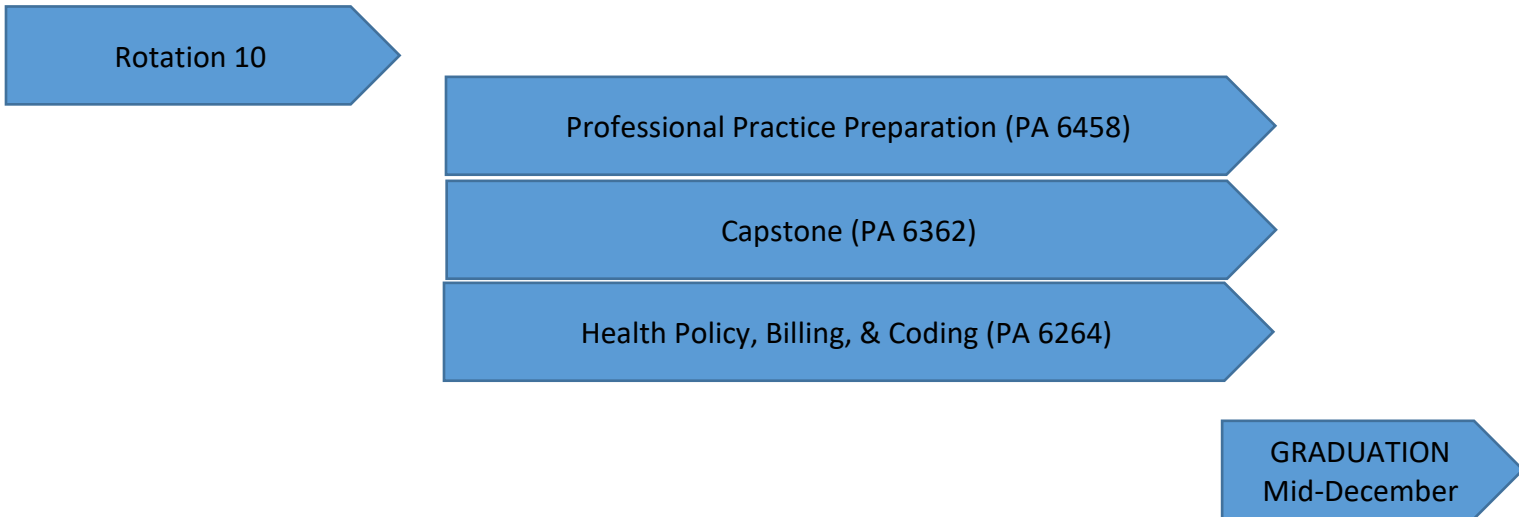 Rotation 10
Professional Practice Preparation (PA 6458)
Capstone (PA 6362)
Health Policy, Billing, & Coding (PA 6264)
GRADUATION
Mid-December